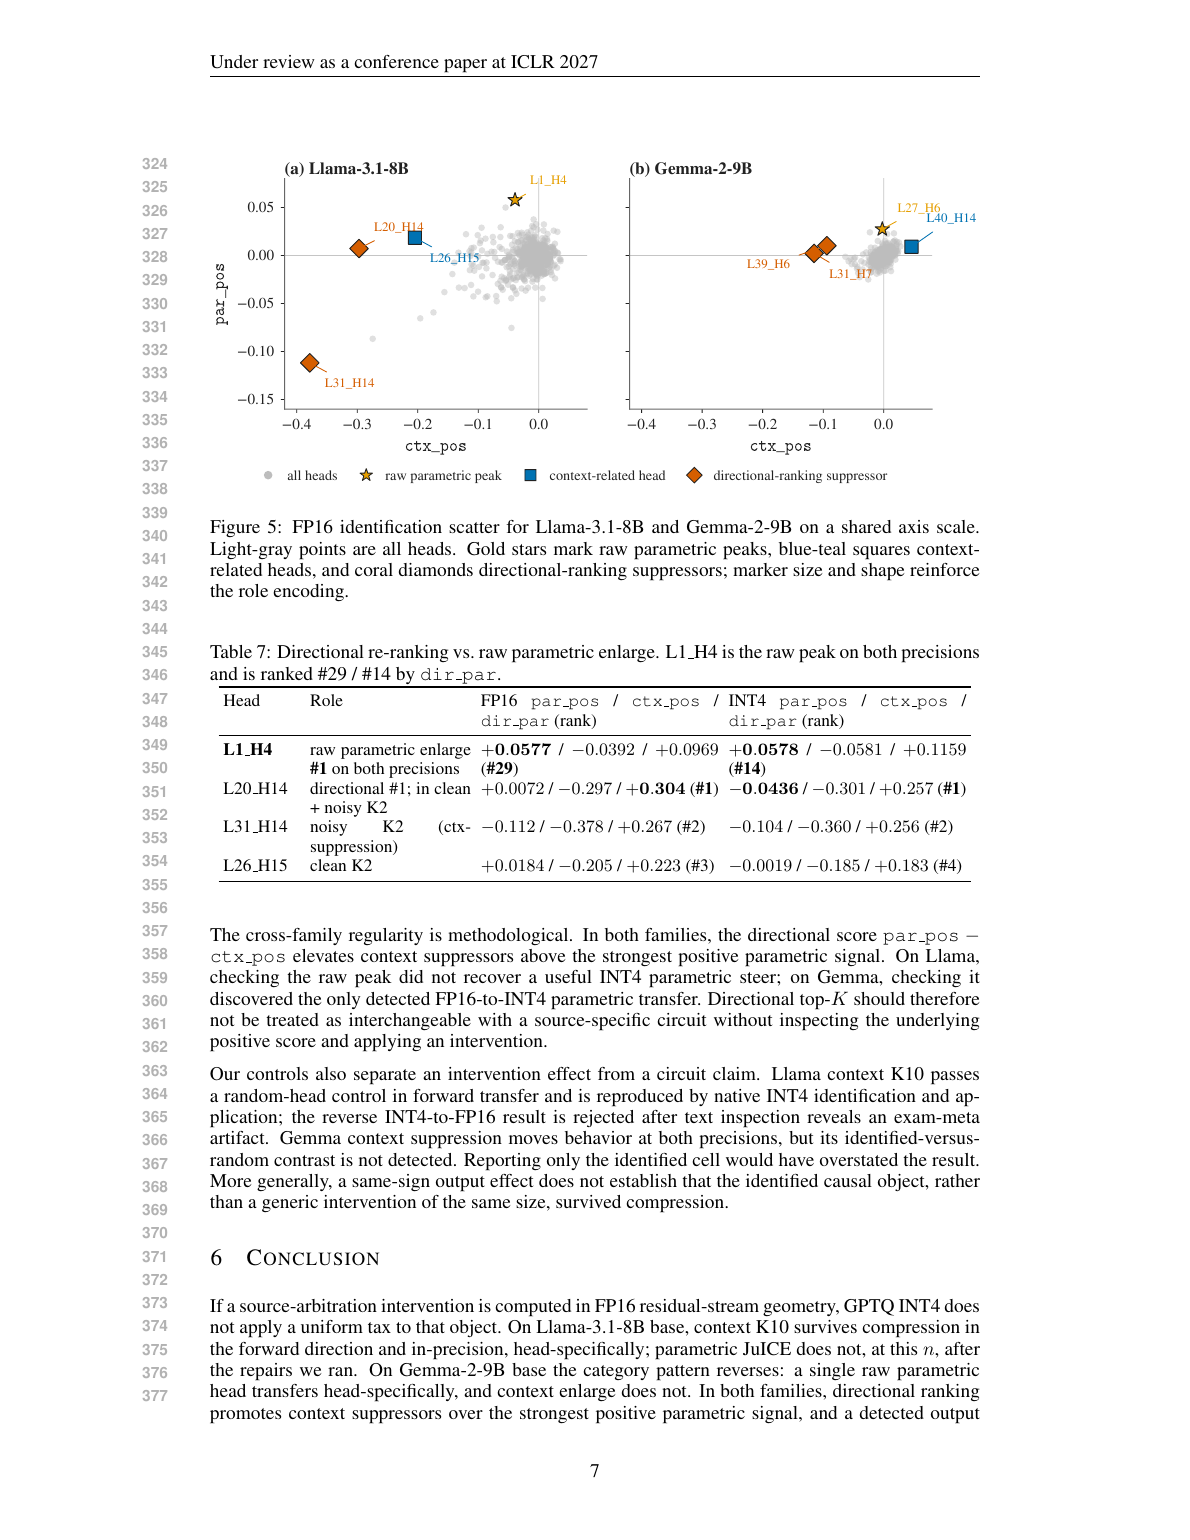 Under review as a conference paper at ICLR 2027
324
325
326
327
328
329
330
331
332
333
334
335
336
337
338
339
340
341
342
343
344
345
346
347
348
349
350
351
352
353
354
355
356
357
358
359
360
361
362
363
364
365
366
367
368
369
370
371
372
373
374
375
376
377
(a) Llama-3.1-8B
L1_H4
L20_H14
L26_H15
L31_H14
0.05
0.00
−0.05
−0.10
−0.15
par_pos
−0.4 −0.3 −0.2 −0.1 0.0
ctx_pos
(b) Gemma-2-9B
L27_H6
L40_H14
L39_H6
L31_H7
−0.4 −0.3 −0.2 −0.1 0.0
ctx_pos
all heads raw parametric peak context-related head directional-ranking suppressor
Figure 5: FP16 identification scatter for Llama-3.1-8B and Gemma-2-9B on a shared axis scale.
Light-gray points are all heads. Gold stars mark raw parametric peaks, blue-teal squares context-
related heads, and coral diamonds directional-ranking suppressors; marker size and shape reinforce
the role encoding.
Table 7: Directional re-ranking vs. raw parametric enlarge. L1_H4 is the raw peak on both precisions
and is ranked #29 / #14 by dir_par.
Head Role FP16 par_pos / ctx_pos / INT4 par_pos / ctx_pos /
dir_par (rank) dir_par (rank)
L1_H4 raw parametric enlarge +0.0577 / −0.0392 / +0.0969 +0.0578 / −0.0581 / +0.1159
#1 on both precisions (#29) (#14)
L20_H14 directional #1; in clean +0.0072 / −0.297 / +0.304 (#1) −0.0436 / −0.301 / +0.257 (#1)
+ noisy K2
L31_H14 noisy K2 (ctx- −0.112 / −0.378 / +0.267 (#2) −0.104 / −0.360 / +0.256 (#2)
suppression)
L26_H15 clean K2 +0.0184 / −0.205 / +0.223 (#3) −0.0019 / −0.185 / +0.183 (#4)
The cross-family regularity is methodological. In both families, the directional score par_pos −
ctx_pos elevates context suppressors above the strongest positive parametric signal. On Llama,
checking the raw peak did not recover a useful INT4 parametric steer; on Gemma, checking it
discovered the only detected FP16-to-INT4 parametric transfer. Directional top-K should therefore
not be treated as interchangeable with a source-specific circuit without inspecting the underlying
positive score and applying an intervention.
Our controls also separate an intervention effect from a circuit claim. Llama context K10 passes
a random-head control in forward transfer and is reproduced by native INT4 identification and ap-
plication; the reverse INT4-to-FP16 result is rejected after text inspection reveals an exam-meta
artifact. Gemma context suppression moves behavior at both precisions, but its identified-versus-
random contrast is not detected. Reporting only the identified cell would have overstated the result.
More generally, a same-sign output effect does not establish that the identified causal object, rather
than a generic intervention of the same size, survived compression.
6 CONCLUSION
If a source-arbitration intervention is computed in FP16 residual-stream geometry, GPTQ INT4 does
not apply a uniform tax to that object. On Llama-3.1-8B base, context K10 survives compression in
the forward direction and in-precision, head-specifically; parametric JuICE does not, at this n, after
the repairs we ran. On Gemma-2-9B base the category pattern reverses: a single raw parametric
head transfers head-specifically, and context enlarge does not. In both families, directional ranking
promotes context suppressors over the strongest positive parametric signal, and a detected output
7